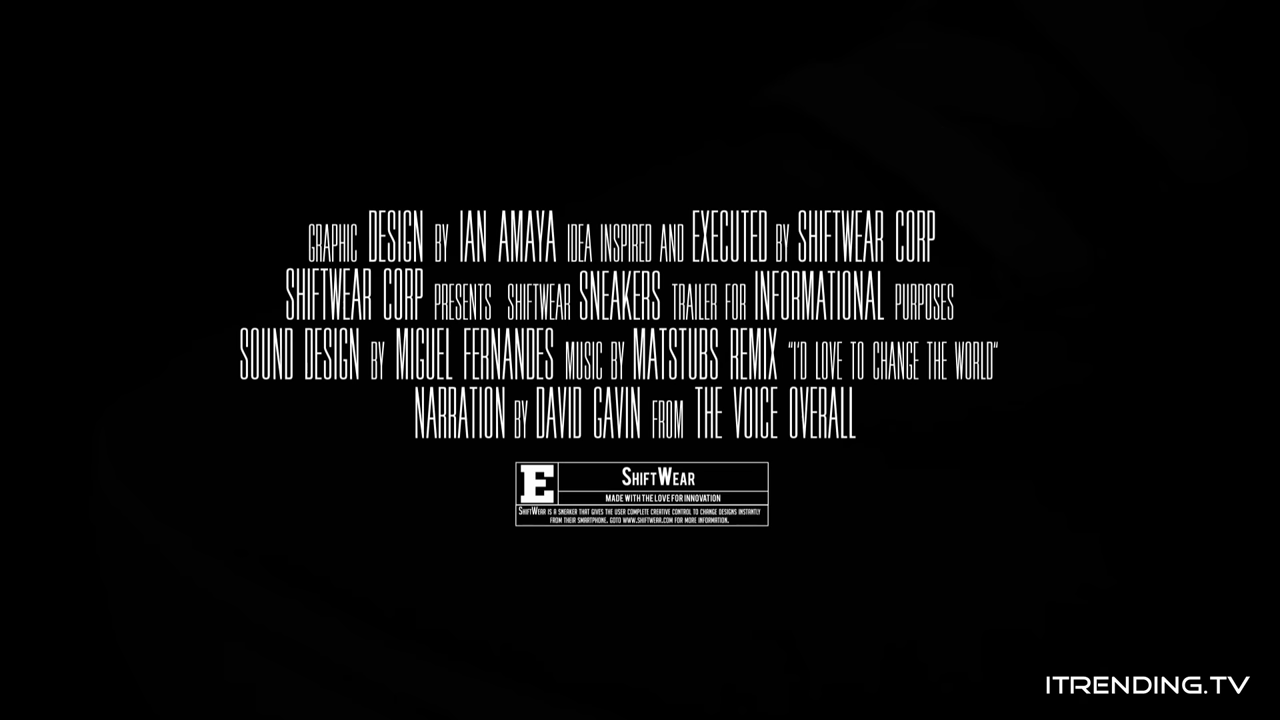 GRAPHIC DESIGN BY IAN AMAYA IDEA INSPIRED AND EXECUTED BY SHIFTWEAR CORP
SHIFTWEAR CORP PRESENTS SHIFTWEAR SNEAKERS TRAILER FOR INFORMATIONAL PURPOSES
SOUND DESIGN BY MIGUEL FERNANDES MUSIC BY MATSTUBS REMIX "I'D LOVE TO CHANGE THE WORLD"
NARRATION BY DAVID GAVIN FROM THE VOICE OVERALL
E
SHIFTWEAR
MADE WITH THE LOVE FOR INNOVATION
SHIFTWEAR IS A SNEAKER THAT GIVES THE USER COMPLETE CREATIVE CONTROL TO CHANGE DESIGNS INSTANTLY
FROM THEIR SMARTPHONE. GOTO WWW.SHIFTWEAR.COM FOR MORE INFORMATION.
ITRENDING.TV